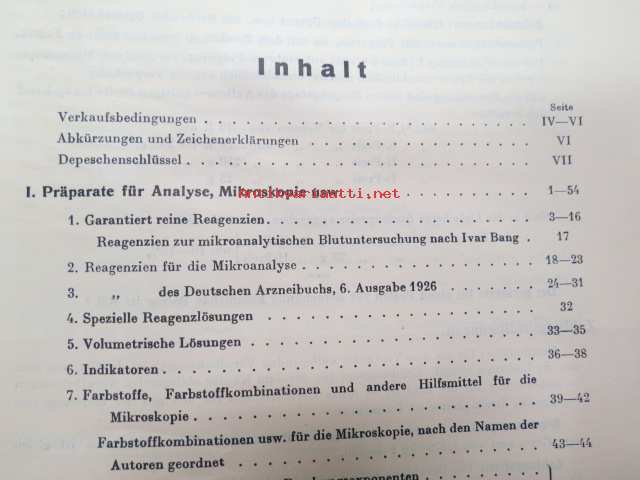 Inhalt
Seite
Verkaufsbedingungen . . . . . . . . . . . . . . . . . . . IV—VI
Abkürzungen und Zeichenerklärungen . . . . . . . . . . . . VI
Depeschenschlüssel . . . . . . . . . . . . . . . . . . . . VII
I. Präparate für Analyse, Mikroskopie usw. . . . . . . . . . 1—54
1. Garantiert reine Reagenzien . . . . . . . . . . . . . . 3—16
Reagenzien zur mikroanalytischen Blutuntersuchung nach Ivar Bang . 17
2. Reagenzien für die Mikroanalyse . . . . . . . . . . . . 18—23
3. „ des Deutschen Arzneibuchs, 6. Ausgabe 1926 . . . . . 24—31
4. Spezielle Reagenzlösungen . . . . . . . . . . . . . . . 32
5. Volumetrische Lösungen . . . . . . . . . . . . . . . . 33—35
6. Indikatoren . . . . . . . . . . . . . . . . . . . . . . 36—38
7. Farbstoffe, Farbstoffkombinationen und andere Hilfsmittel für die
Mikroskopie . . . . . . . . . . . . . . . . . . . . . . 39—42
Farbstoffkombinationen usw. für die Mikroskopie, nach den Namen der
Autoren geordnet . . . . . . . . . . . . . . . . . . . . 43—44